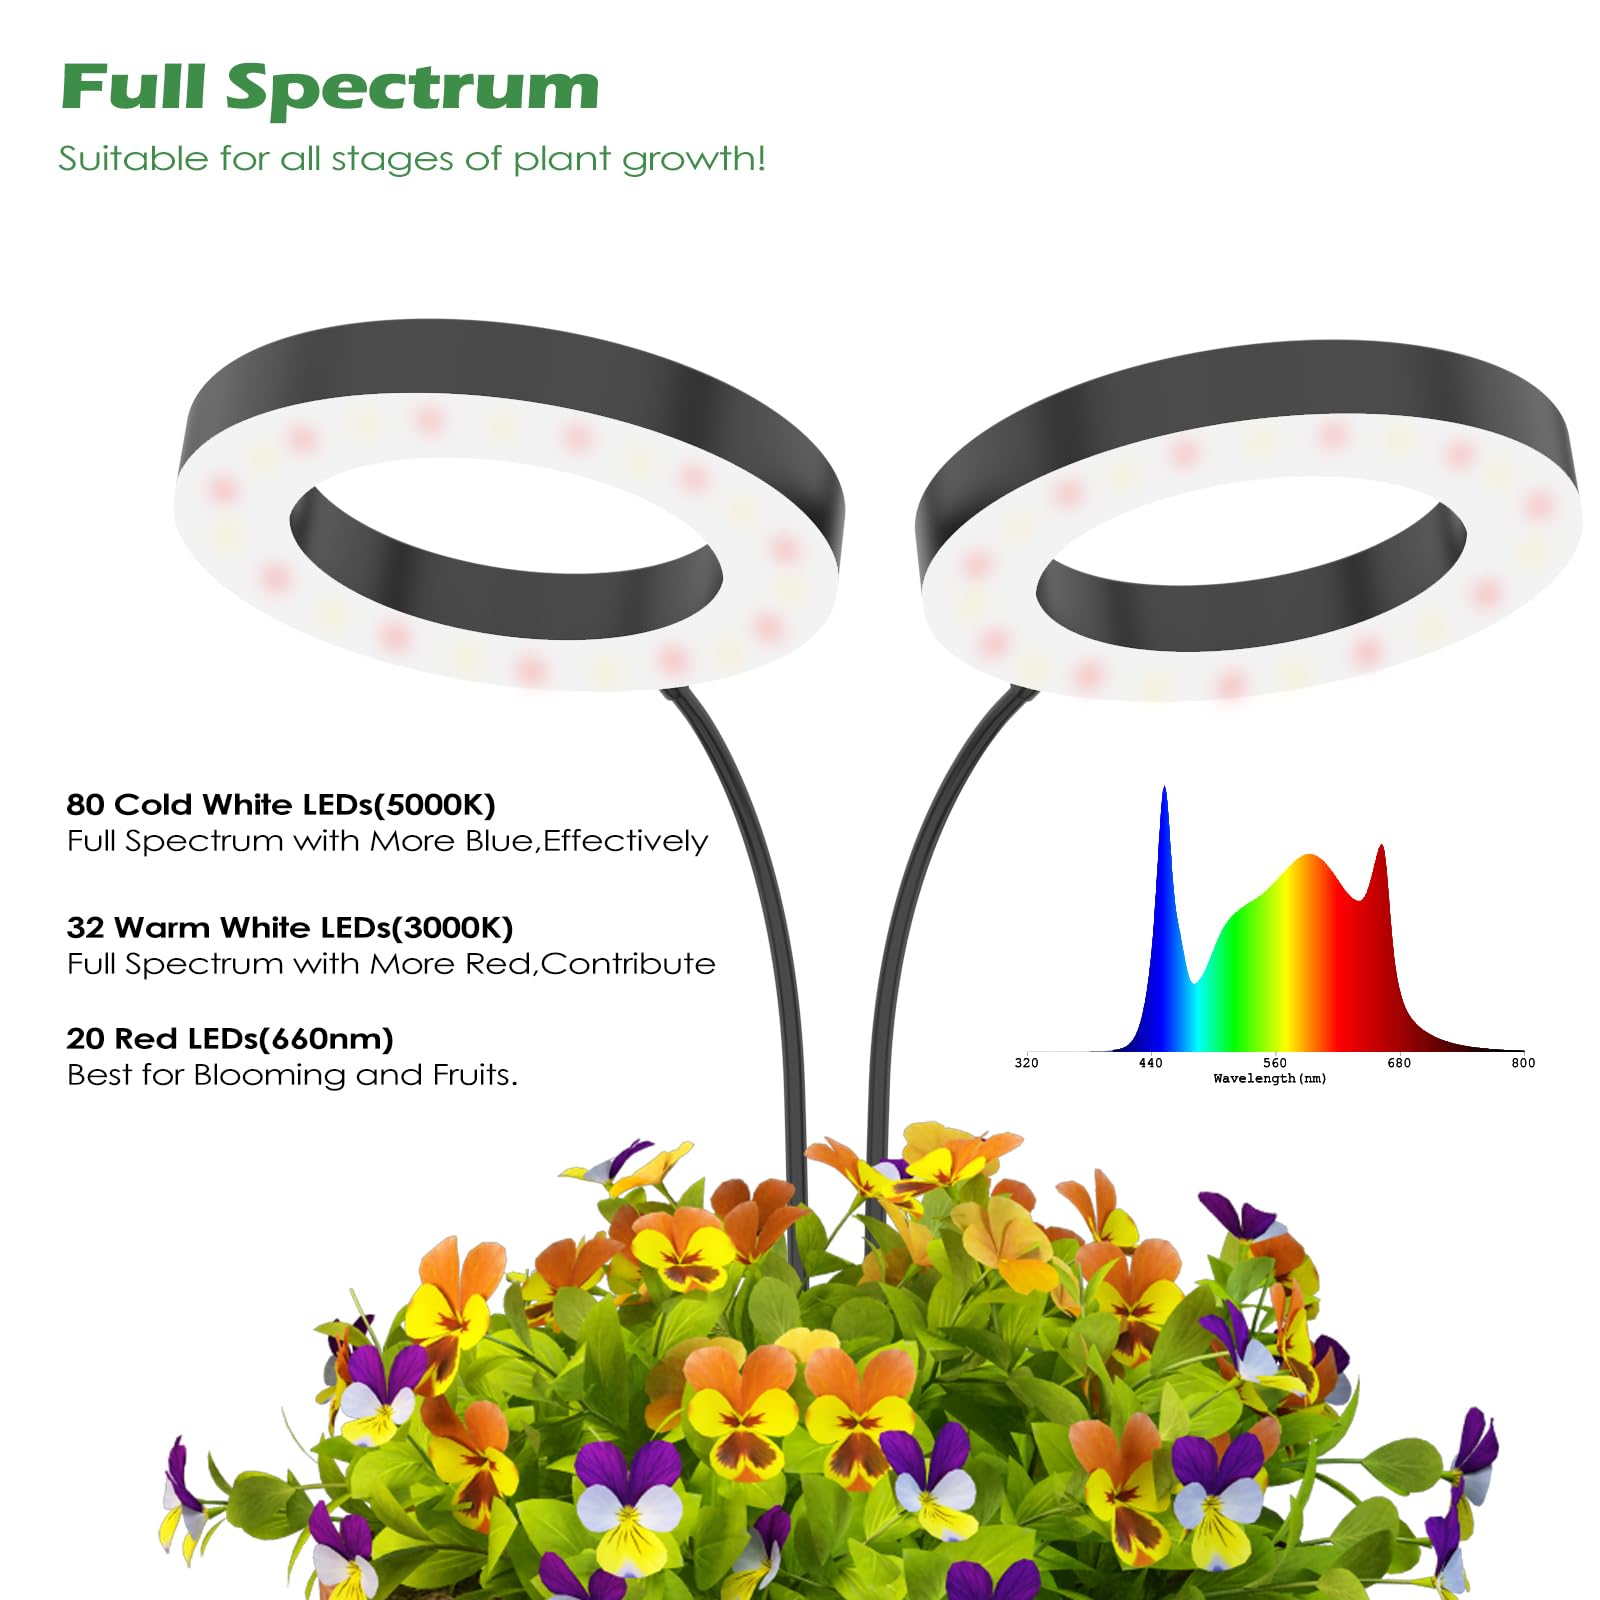 Full Spectrum
Suitable for all stages of plant growth!
80 Cold White LEDs(5000K)
Full Spectrum with More Blue,Effectively
32 Warm White LEDs(3000K)
Full Spectrum with More Red,Contribute
20 Red LEDs(660nm)
Best for Blooming and Fruits.
320 440 560 680 800
Wavelength(nm)